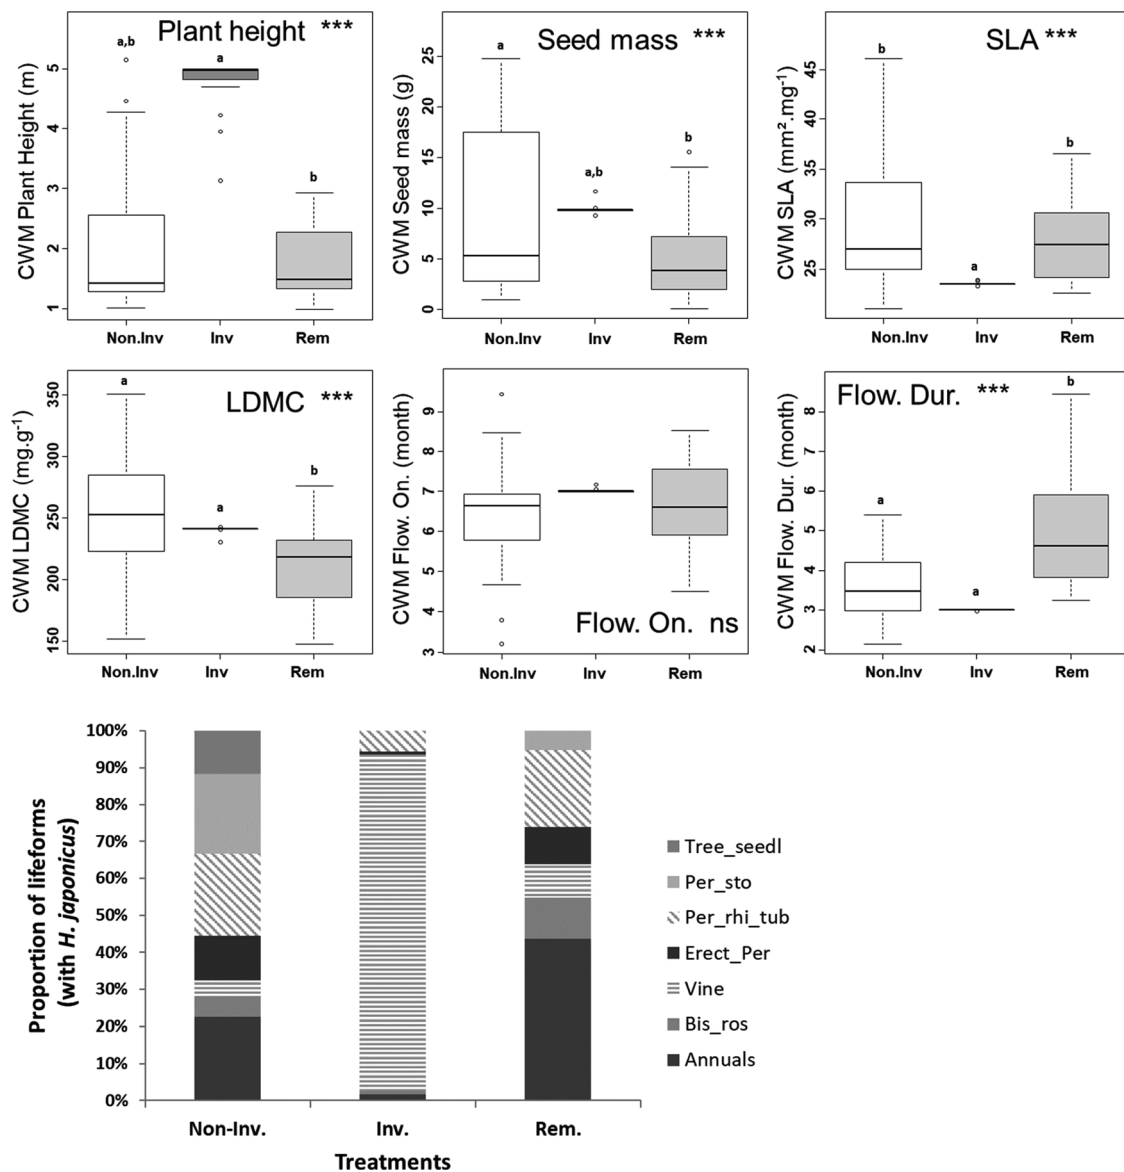 Plant height ***
CWM Plant Height (m)
5
4
3
2
1
a,b
a
b
Non.Inv
Inv
Rem
Seed mass ***
CWM Seed mass (g)
25
20
15
10
5
0
a
a,b
b
Non.Inv
Inv
Rem
SLA ***
CWM SLA (mm².mg⁻¹)
45
40
35
30
25
b
a
b
Non.Inv
Inv
Rem
LDMC ***
CWM LDMC (mg.g⁻¹)
350
300
250
200
150
a
a
b
Non.Inv
Inv
Rem
CWM Flow. On. (month)
9
8
7
6
5
4
3
Flow. On. ns
Non.Inv
Inv
Rem
Flow. Dur. ***
CWM Flow. Dur. (month)
8
7
6
5
4
3
2
a
a
b
Non.Inv
Inv
Rem
Proportion of lifeforms
(with H. japonicus)
100%
90%
80%
70%
60%
50%
40%
30%
20%
10%
0%
Non-Inv.
Inv.
Rem.
Treatments
Tree_seedl
Per_sto
Per_rhi_tub
Erect_Per
Vine
Bis_ros
Annuals